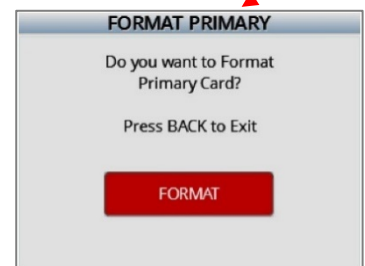 FORMAT PRIMARY
Do you want to Format
Primary Card?
Press BACK to Exit
FORMAT